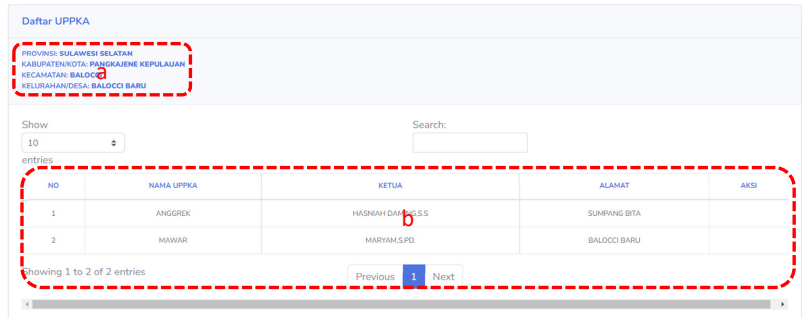 Daftar UPPKA
PROVINSI: SULAWESI SELATAN
KABUPATEN/KOTA: PANGKAJENE KEPULAUAN
KECAMATAN: BALOCCI
a
KELURAHAN/DESA: BALOCCI BARU
Show
Search:
10
entries
NO NAMA UPPKA KETUA ALAMAT AKSI
1 ANGGREK HASNIAH DAMING,S.S SUMPANG BITA
b
2 MAWAR MARYAM,S.PD. BALOCCI BARU
Showing 1 to 2 of 2 entries
Previous 1 Next